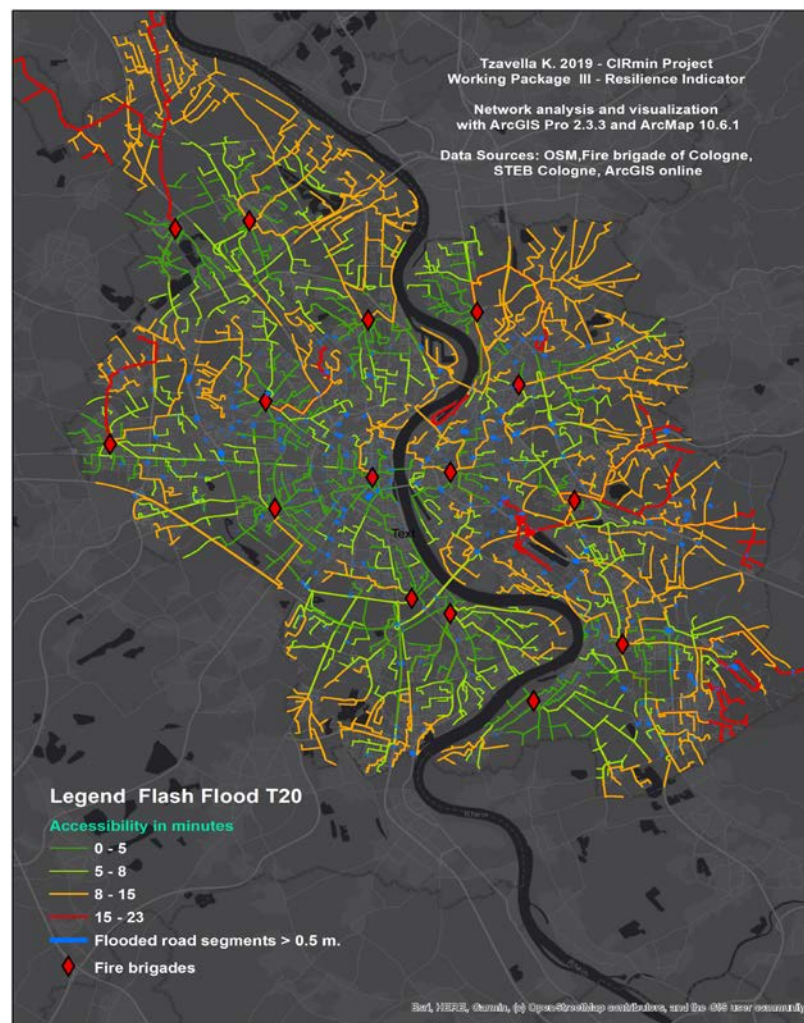 Tzavella K. 2019 - CIRmin Project
Working Package III - Resilience Indicator
Network analysis and visualization
with ArcGIS Pro 2.3.3 and ArcMap 10.6.1
Data Sources: OSM,Fire brigade of Cologne,
STEB Cologne, ArcGIS online
Text
Legend Flash Flood T20
Accessibility in minutes
0 - 5
5 - 8
8 - 15
15 - 23
Flooded road segments > 0.5 m.
Fire brigades
Esri, HERE, Garmin, (c) OpenStreetMap contributors, and the GIS user community